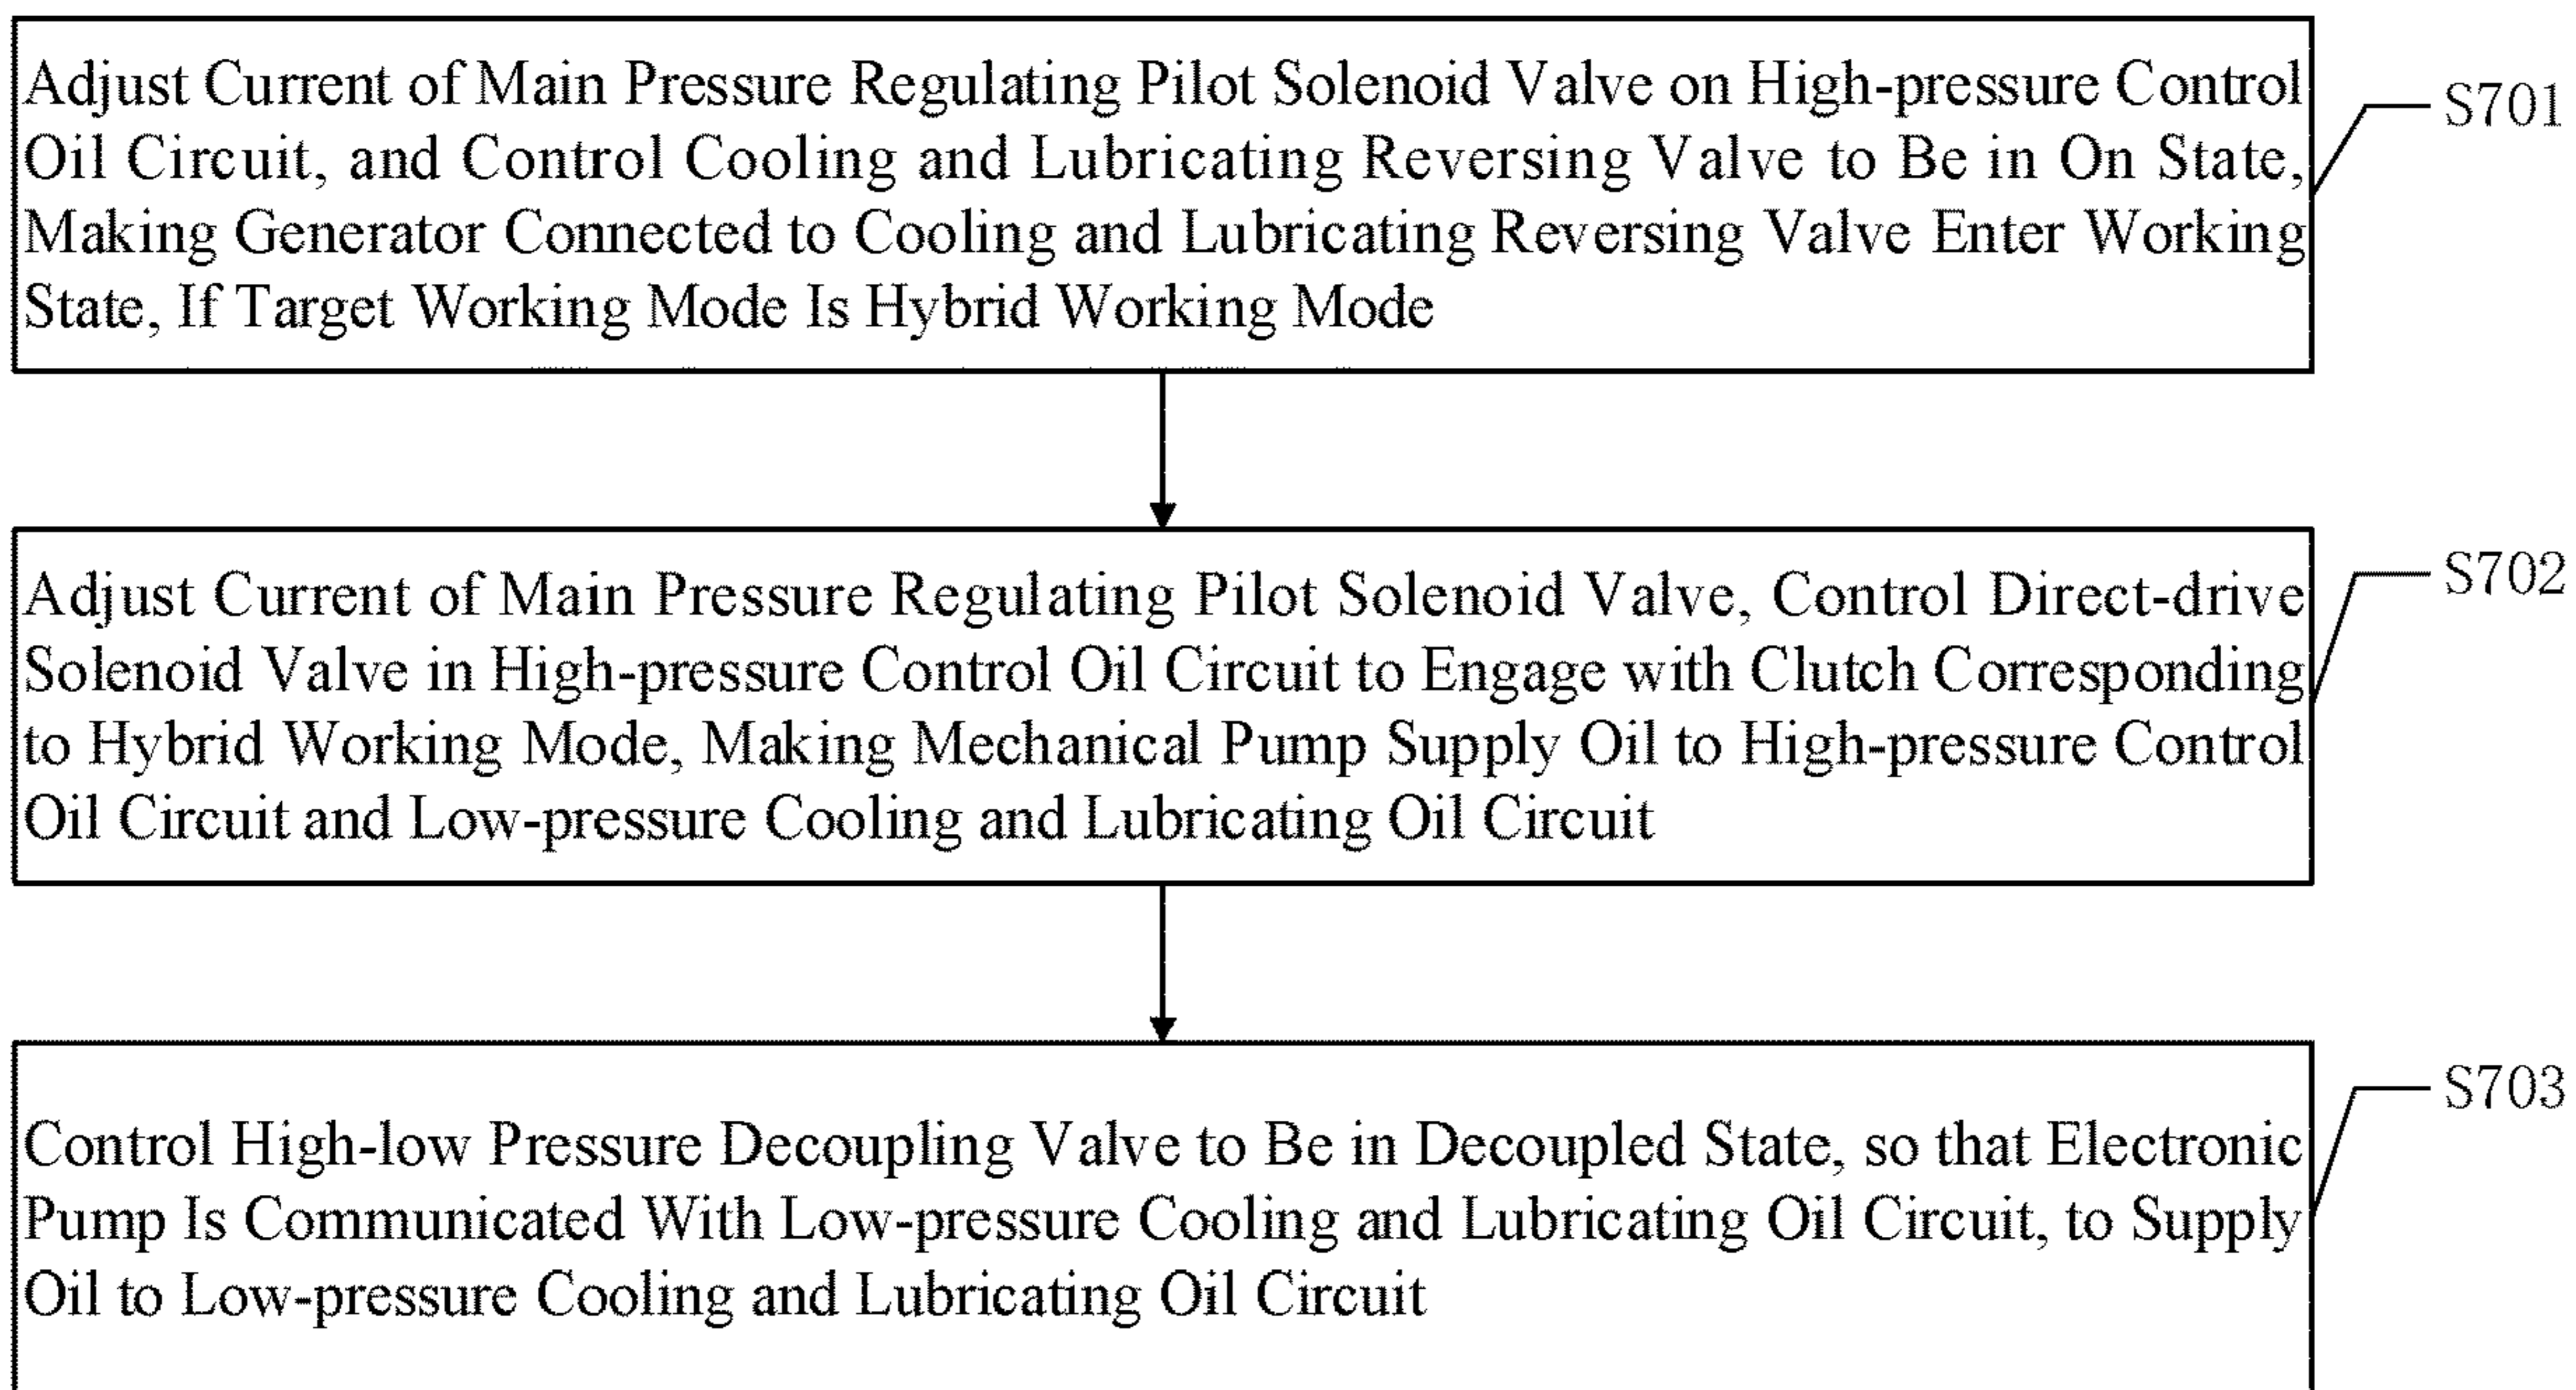 Adjust Current of Main Pressure Regulating Pilot Solenoid Valve on High-pressure Control
Oil Circuit, and Control Cooling and Lubricating Reversing Valve to Be in On State,
Making Generator Connected to Cooling and Lubricating Reversing Valve Enter Working
State, If Target Working Mode Is Hybrid Working Mode
S701
Adjust Current of Main Pressure Regulating Pilot Solenoid Valve, Control Direct-drive
Solenoid Valve in High-pressure Control Oil Circuit to Engage with Clutch Corresponding
to Hybrid Working Mode, Making Mechanical Pump Supply Oil to High-pressure Control
Oil Circuit and Low-pressure Cooling and Lubricating Oil Circuit
S702
Control High-low Pressure Decoupling Valve to Be in Decoupled State, so that Electronic
Pump Is Communicated With Low-pressure Cooling and Lubricating Oil Circuit, to Supply
Oil to Low-pressure Cooling and Lubricating Oil Circuit
S703